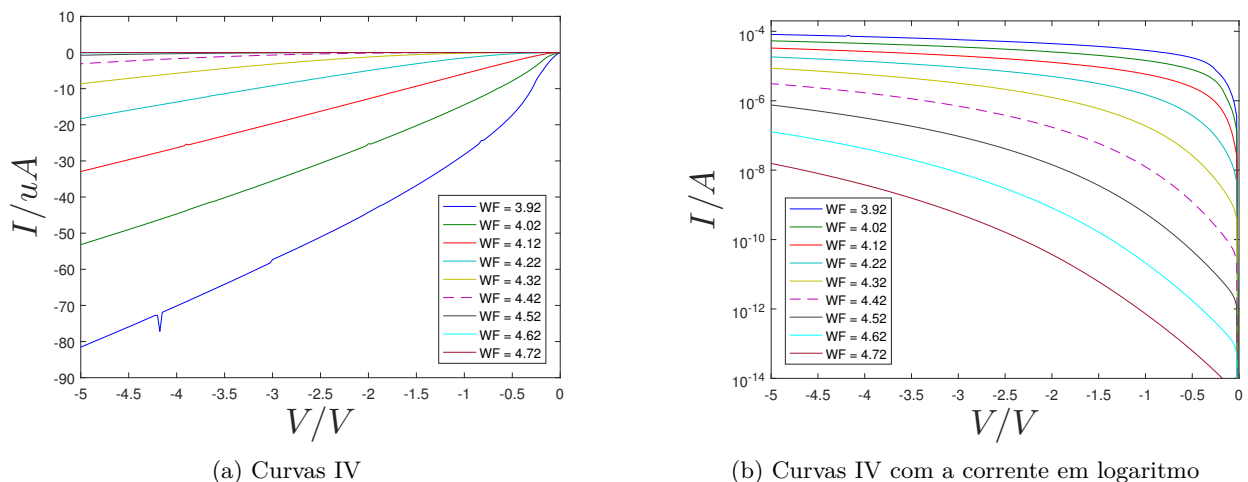 10
0
-10
-20
-30
-40
-50
-60
-70
-80
-90
I/uA
-5 -4.5 -4 -3.5 -3 -2.5 -2 -1.5 -1 -0.5 0
V/V
WF = 3.92
WF = 4.02
WF = 4.12
WF = 4.22
WF = 4.32
WF = 4.42
WF = 4.52
WF = 4.62
WF = 4.72
(a) Curvas IV
10^-4
10^-6
10^-8
10^-10
10^-12
10^-14
I/A
-5 -4.5 -4 -3.5 -3 -2.5 -2 -1.5 -1 -0.5 0
V/V
WF = 3.92
WF = 4.02
WF = 4.12
WF = 4.22
WF = 4.32
WF = 4.42
WF = 4.52
WF = 4.62
WF = 4.72
(b) Curvas IV com a corrente em logaritmo